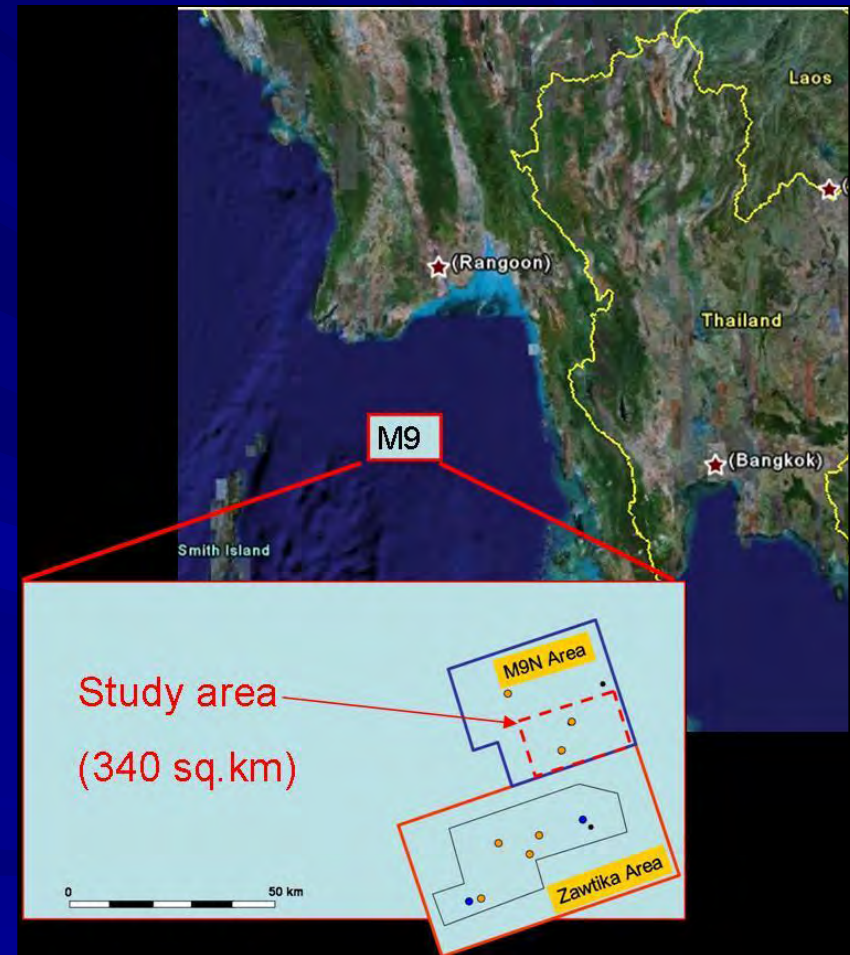 Laos
(Rangoon)
Thailand
M9
(Bangkok)
Smith Island
M9N Area
Study area
(340 sq.km)
Zawtika Area
0
50 km